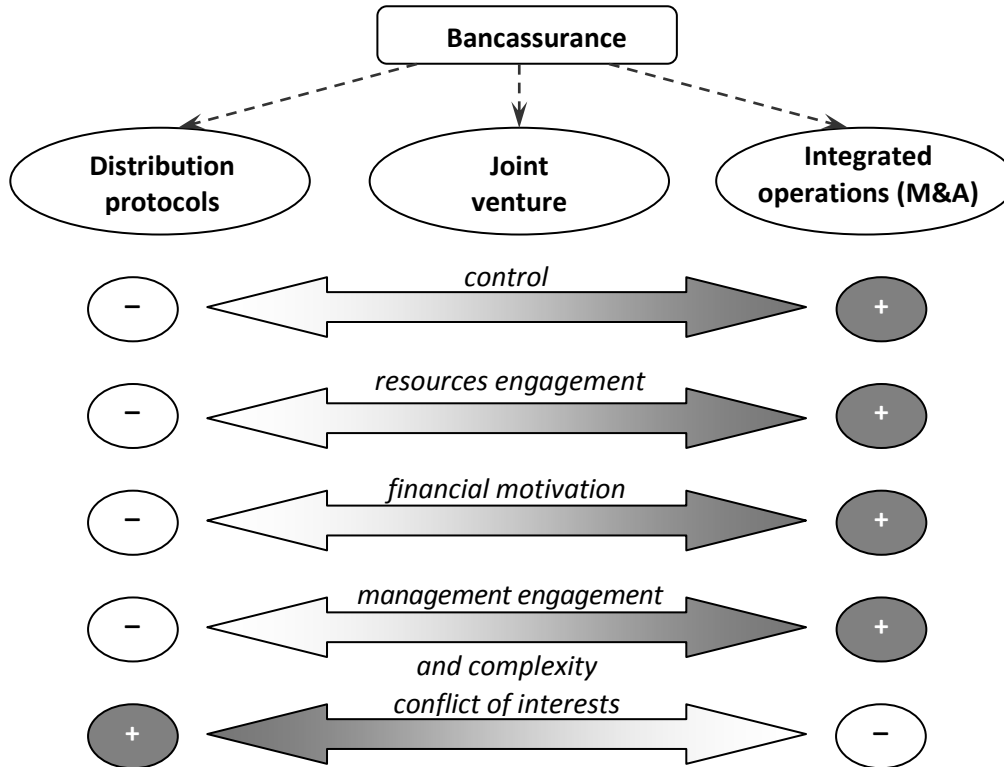 Bancassurance
Distribution
protocols
Joint
venture
Integrated
operations (M&A)
control
– +
resources engagement
– +
financial motivation
– +
management engagement
– +
and complexity
conflict of interests
+ –